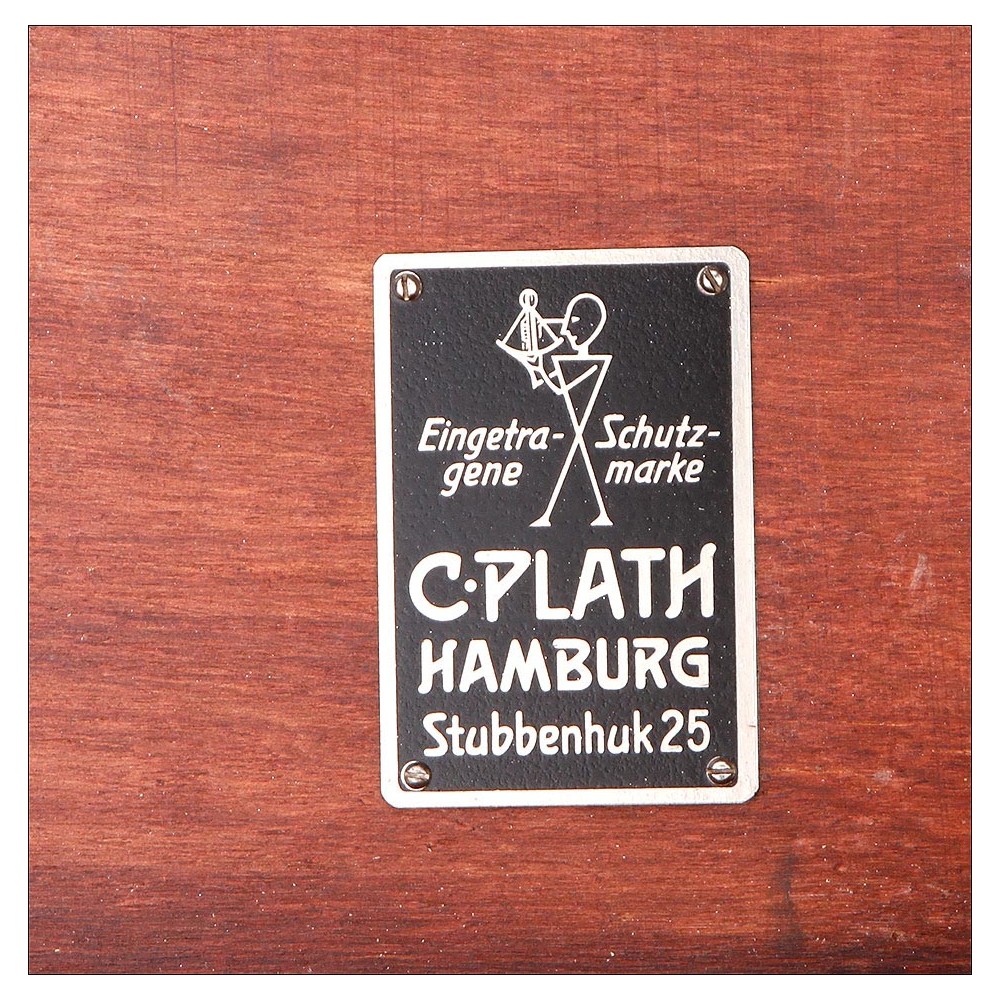 Eingetra- Schutz-
gene marke
C·PLATH
HAMBURG
Stubbenhuk 25